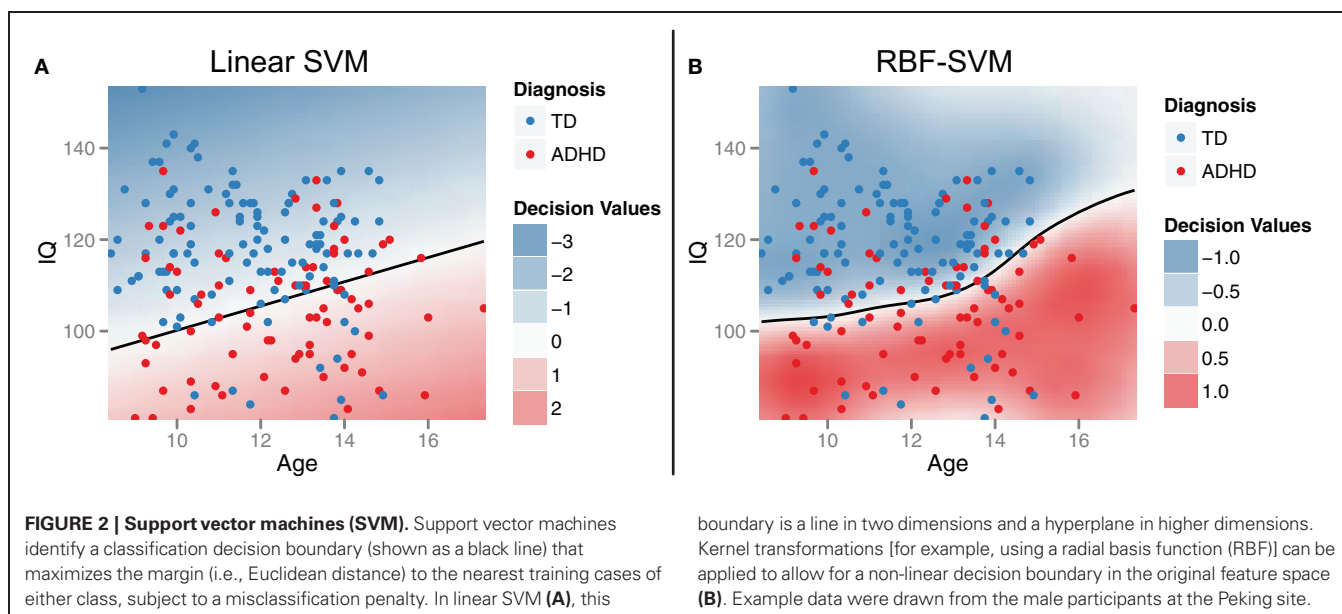 A
Linear SVM
IQ
140
120
100
10
12
14
16
Age
Diagnosis
TD
ADHD
Decision Values
−3
−2
−1
0
1
2
B
RBF-SVM
IQ
140
120
100
10
12
14
16
Age
Diagnosis
TD
ADHD
Decision Values
−1.0
−0.5
0.0
0.5
1.0
FIGURE 2 | Support vector machines (SVM). Support vector machines
identify a classification decision boundary (shown as a black line) that
maximizes the margin (i.e., Euclidean distance) to the nearest training cases of
either class, subject to a misclassification penalty. In linear SVM (A), this
boundary is a line in two dimensions and a hyperplane in higher dimensions.
Kernel transformations [for example, using a radial basis function (RBF)] can be
applied to allow for a non-linear decision boundary in the original feature space
(B). Example data were drawn from the male participants at the Peking site.